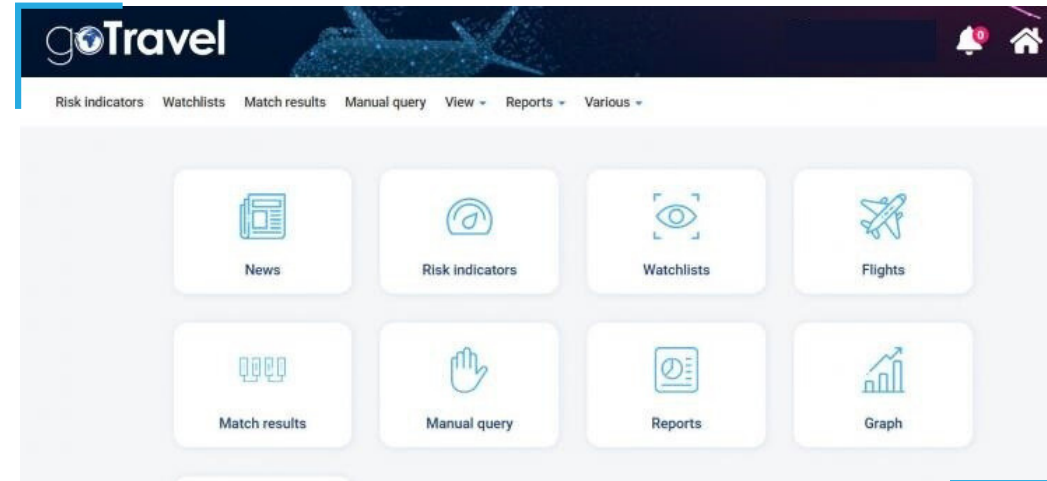 goTravel
0
Risk indicators Watchlists Match results Manual query View Reports Various
News Risk indicators Watchlists Flights
Match results Manual query Reports Graph